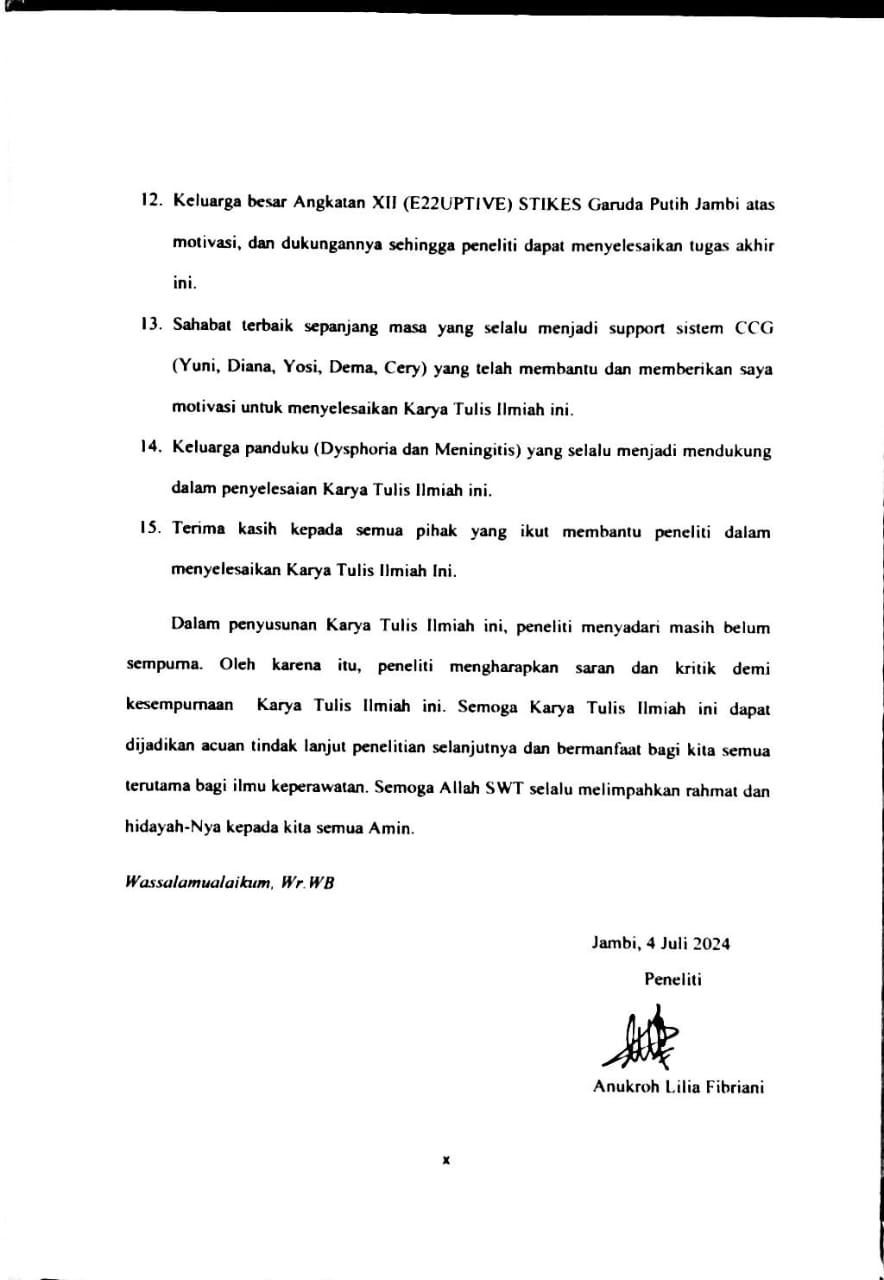 12. Keluarga besar Angkatan XII (E22UPTIVE) STIKES Garuda Putih Jambi atas
motivasi, dan dukungannya sehingga peneliti dapat menyelesaikan tugas akhir
ini.
13. Sahabat terbaik sepanjang masa yang selalu menjadi support sistem CCG
(Yuni, Diana, Yosi, Dema, Cery) yang telah membantu dan memberikan saya
motivasi untuk menyelesaikan Karya Tulis Ilmiah ini.
14. Keluarga panduku (Dysphoria dan Meningitis) yang selalu menjadi mendukung
dalam penyelesaian Karya Tulis Ilmiah ini.
15. Terima kasih kepada semua pihak yang ikut membantu peneliti dalam
menyelesaikan Karya Tulis Ilmiah Ini.
Dalam penyusunan Karya Tulis Ilmiah ini, peneliti menyadari masih belum
sempurna. Oleh karena itu, peneliti mengharapkan saran dan kritik demi
kesempurnaan Karya Tulis Ilmiah ini. Semoga Karya Tulis Ilmiah ini dapat
dijadikan acuan tindak lanjut penelitian selanjutnya dan bermanfaat bagi kita semua
terutama bagi ilmu keperawatan. Semoga Allah SWT selalu melimpahkan rahmat dan
hidayah-Nya kepada kita semua Amin.
Wassalamualaikum, Wr.WB
Jambi, 4 Juli 2024
Peneliti
Anukroh Lilia Fibriani
x